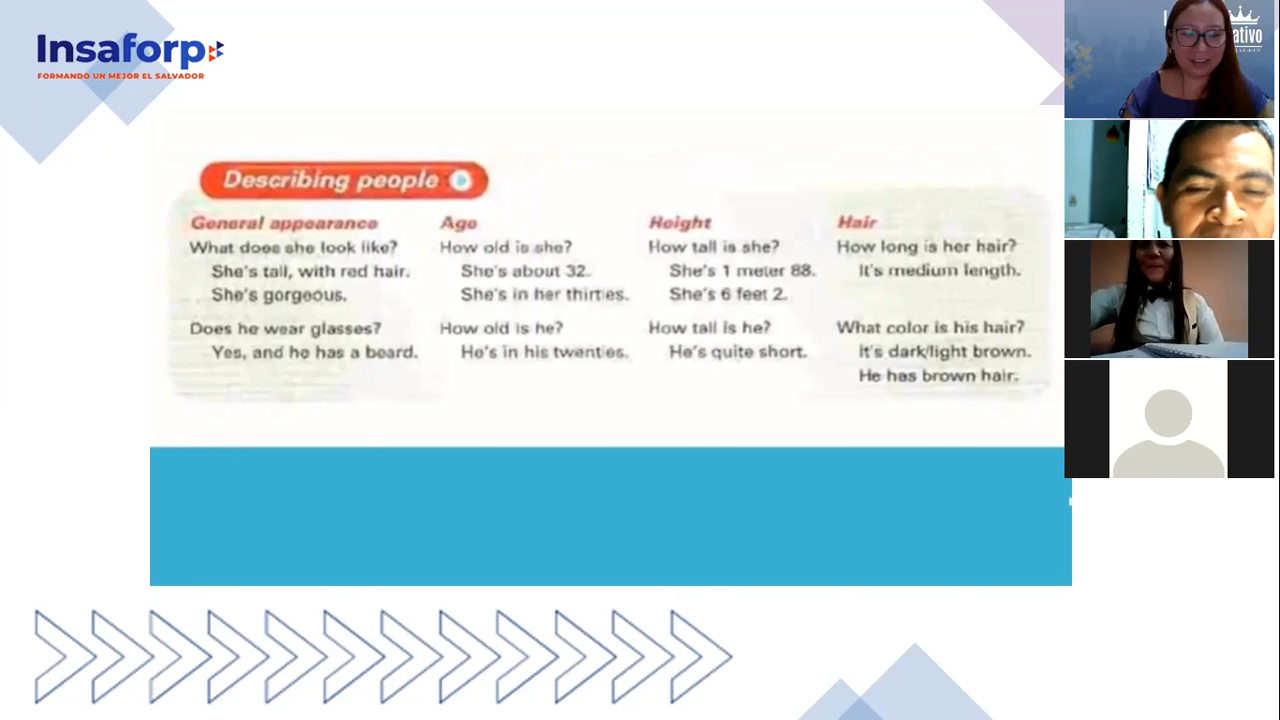 Insaforp
FORMANDO UN MEJOR EL SALVADOR
ativo
Describing people
General appearance
What does she look like?
She's tall, with red hair.
She's gorgeous.
Does he wear glasses?
Yes, and he has a beard.
Age
How old is she?
She's about 32.
She's in her thirties.
How old is he?
He's in his twenties.
Height
How tall is she?
She's 1 meter 88.
She's 6 feet 2.
How tall is he?
He's quite short.
Hair
How long is her hair?
It's medium length.
What color is his hair?
It's dark/light brown.
He has brown hair.